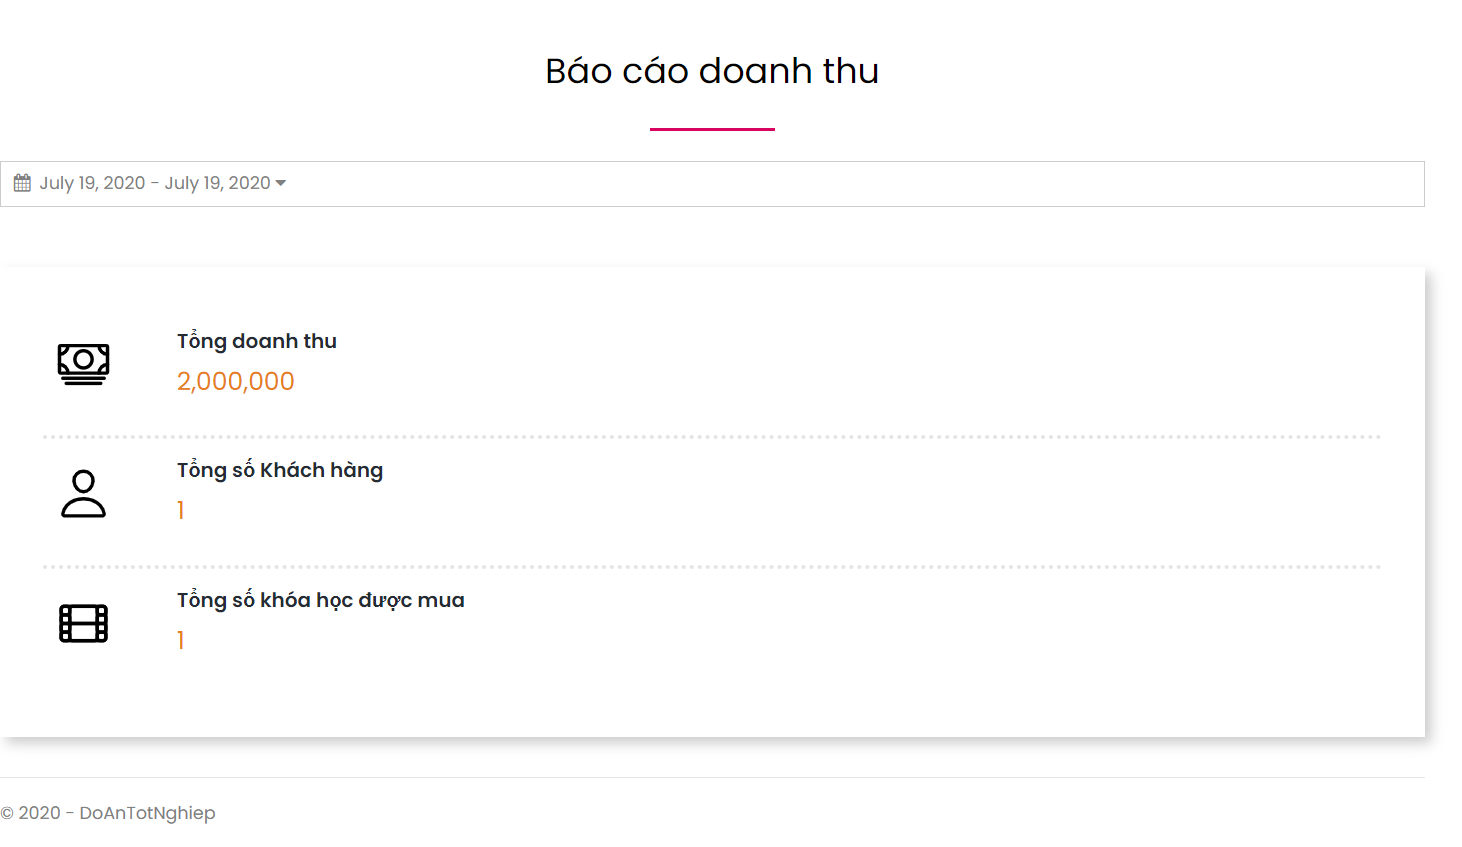 Báo cáo doanh thu
July 19, 2020 - July 19, 2020
Tổng doanh thu
2,000,000
Tổng số Khách hàng
1
Tổng số khóa học được mua
1
© 2020 - DoAnTotNghiep